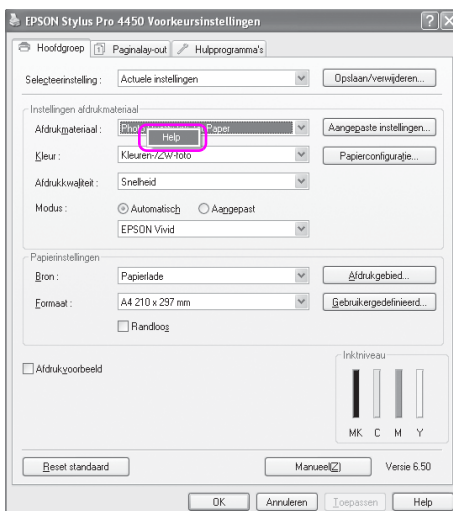 EPSON Stylus Pro 4450 Voorkeursinstellingen
Hoofdgroep Paginalay-out Hulpprogramma's
Selecteerinstelling : Actuele instellingen Opslaan/verwijderen...
Instellingen afdrukmateriaal
Afdrukmateriaal : Paper Aangepaste instellingen...
Help
Kleur : Kleuren-/ZW-foto Papierconfiguratie...
Afdrukkwaliteit : Snelheid
Modus : Automatisch Aangepast
EPSON Vivid
Papierinstellingen
Bron : Papierlade Afdrukgebied...
Formaat : A4 210 x 297 mm Gebruikergedefinieerd...
Randloos
Afdrukvoorbeeld
Inktniveau
MK C M Y
Reset standaard Manueel(Z) Versie 6.50
OK Annuleren Toepassen Help